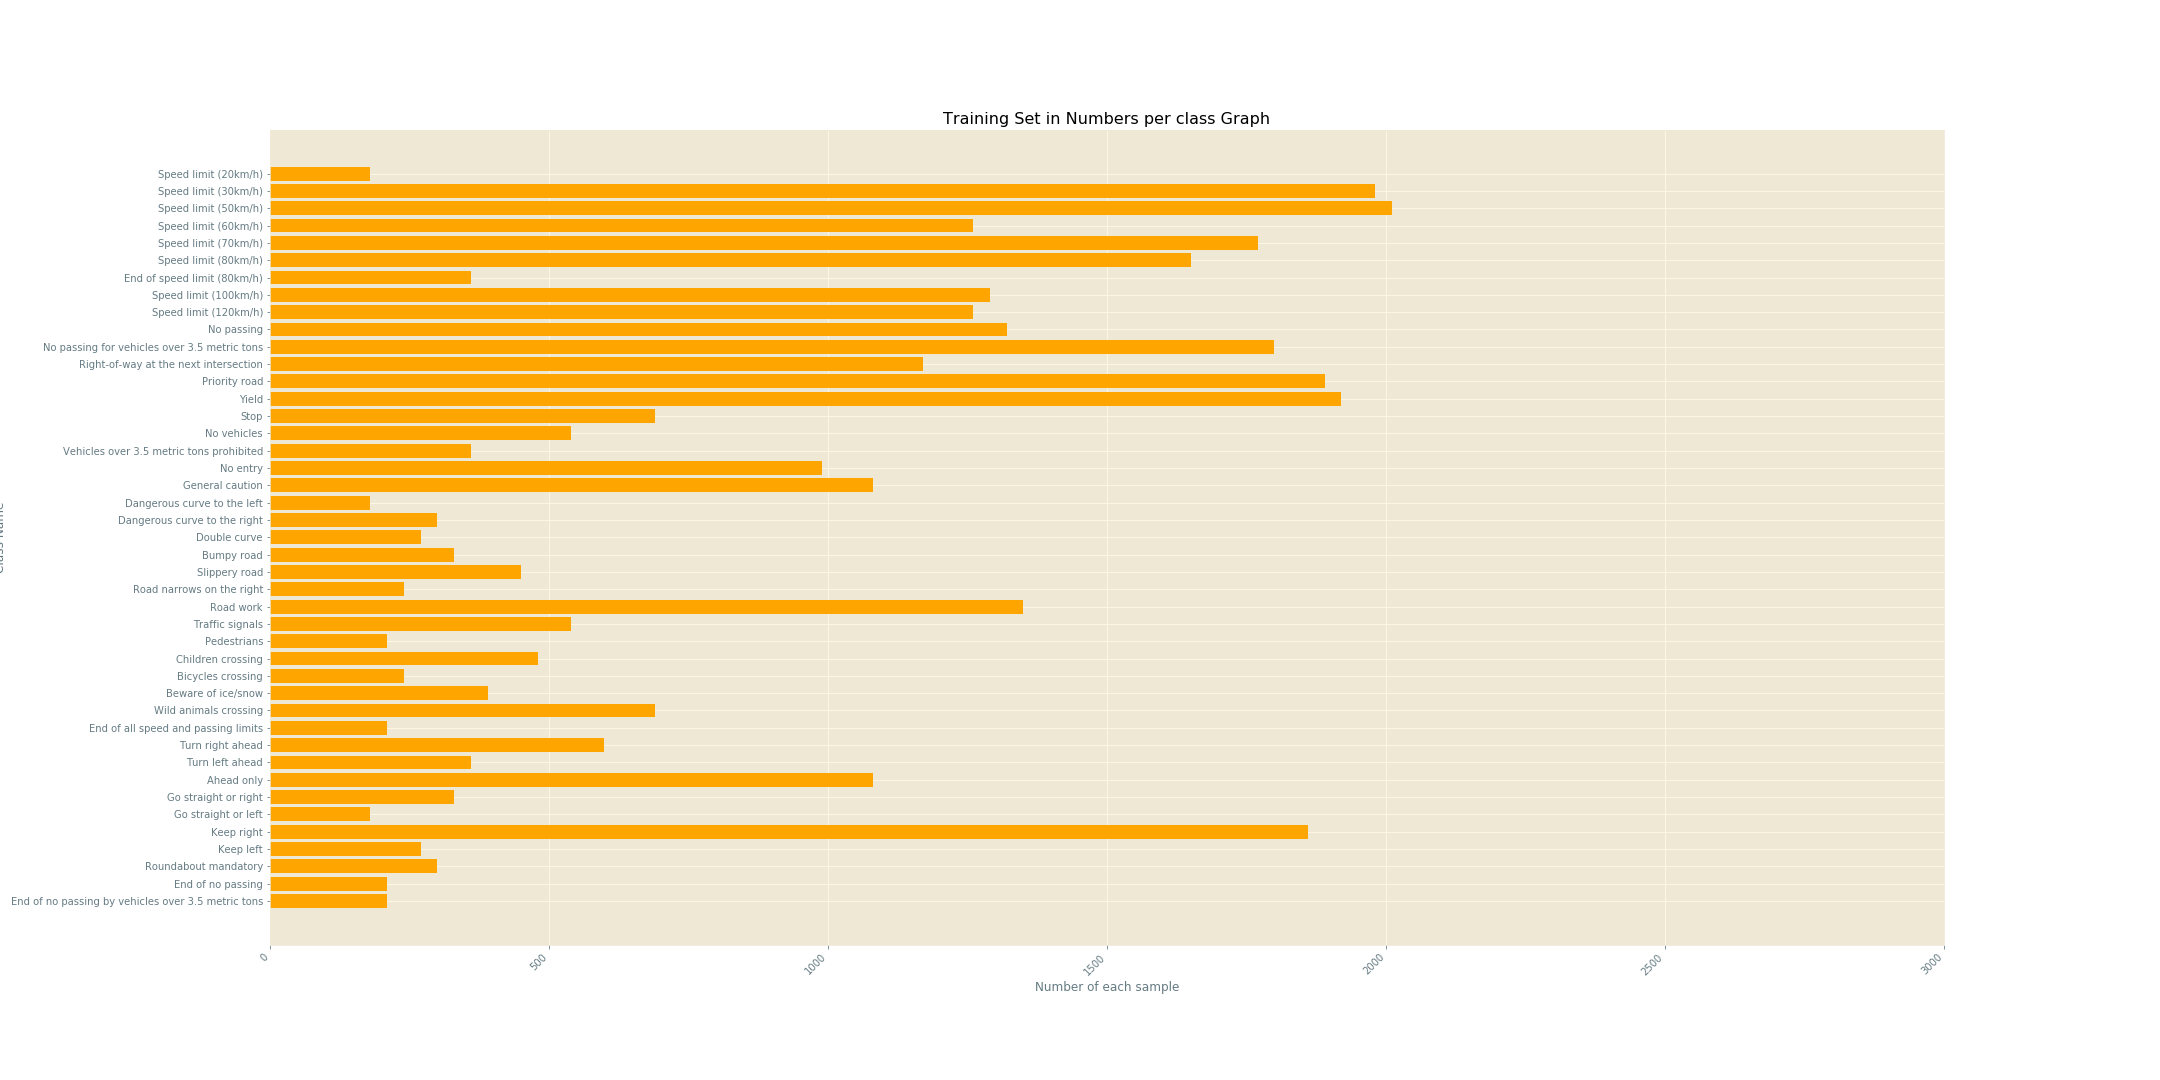 Training Set in Numbers per class Graph
Speed limit (20km/h)
Speed limit (30km/h)
Speed limit (50km/h)
Speed limit (60km/h)
Speed limit (70km/h)
Speed limit (80km/h)
End of speed limit (80km/h)
Speed limit (100km/h)
Speed limit (120km/h)
No passing
No passing for vehicles over 3.5 metric tons
Right-of-way at the next intersection
Priority road
Yield
Stop
No vehicles
Vehicles over 3.5 metric tons prohibited
No entry
General caution
Dangerous curve to the left
Dangerous curve to the right
Double curve
Bumpy road
Slippery road
Road narrows on the right
Road work
Traffic signals
Pedestrians
Children crossing
Bicycles crossing
Beware of ice/snow
Wild animals crossing
End of all speed and passing limits
Turn right ahead
Turn left ahead
Ahead only
Go straight or right
Go straight or left
Keep right
Keep left
Roundabout mandatory
End of no passing
End of no passing by vehicles over 3.5 metric tons
0 500 1000 1500 2000 2500 3000
Number of each sample